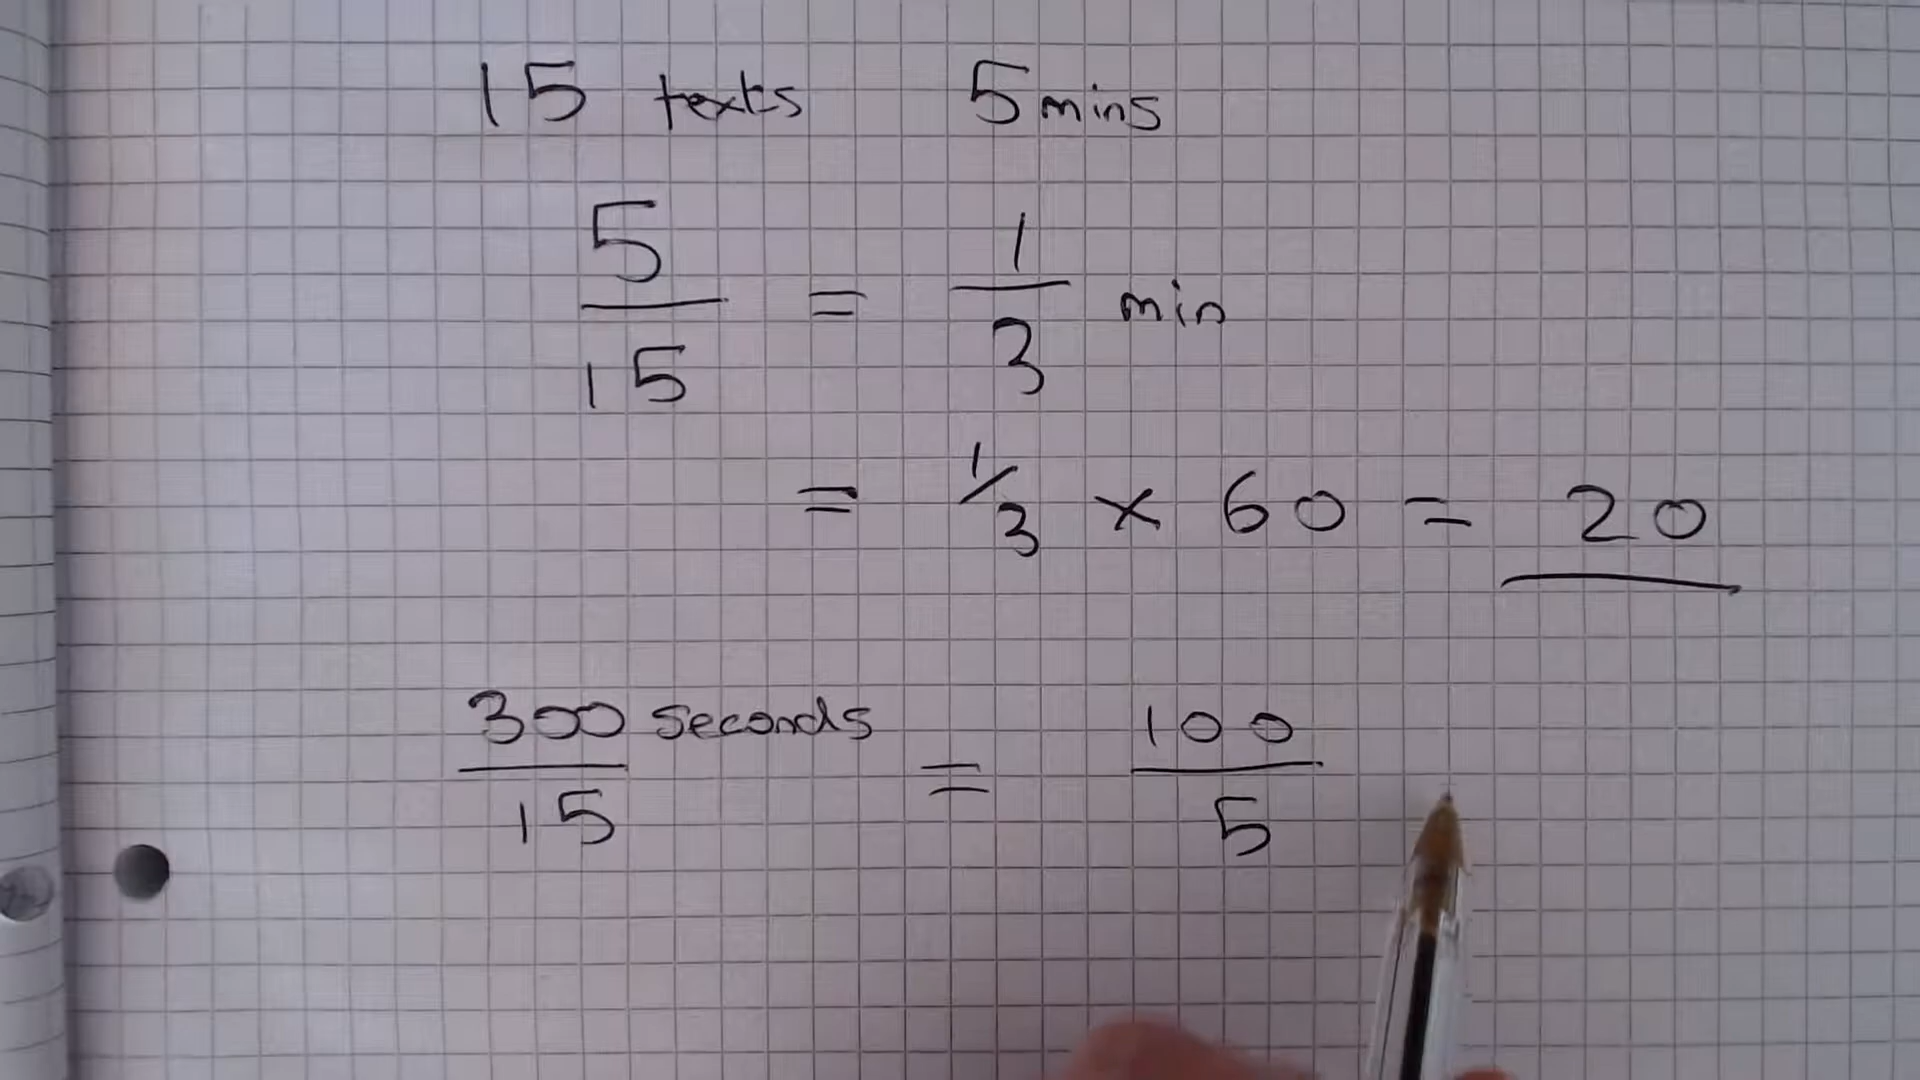 15 texts 5 mins
5/15 = 1/3 min
= 1/3 × 60 = 20
300 seconds/15 = 100/5